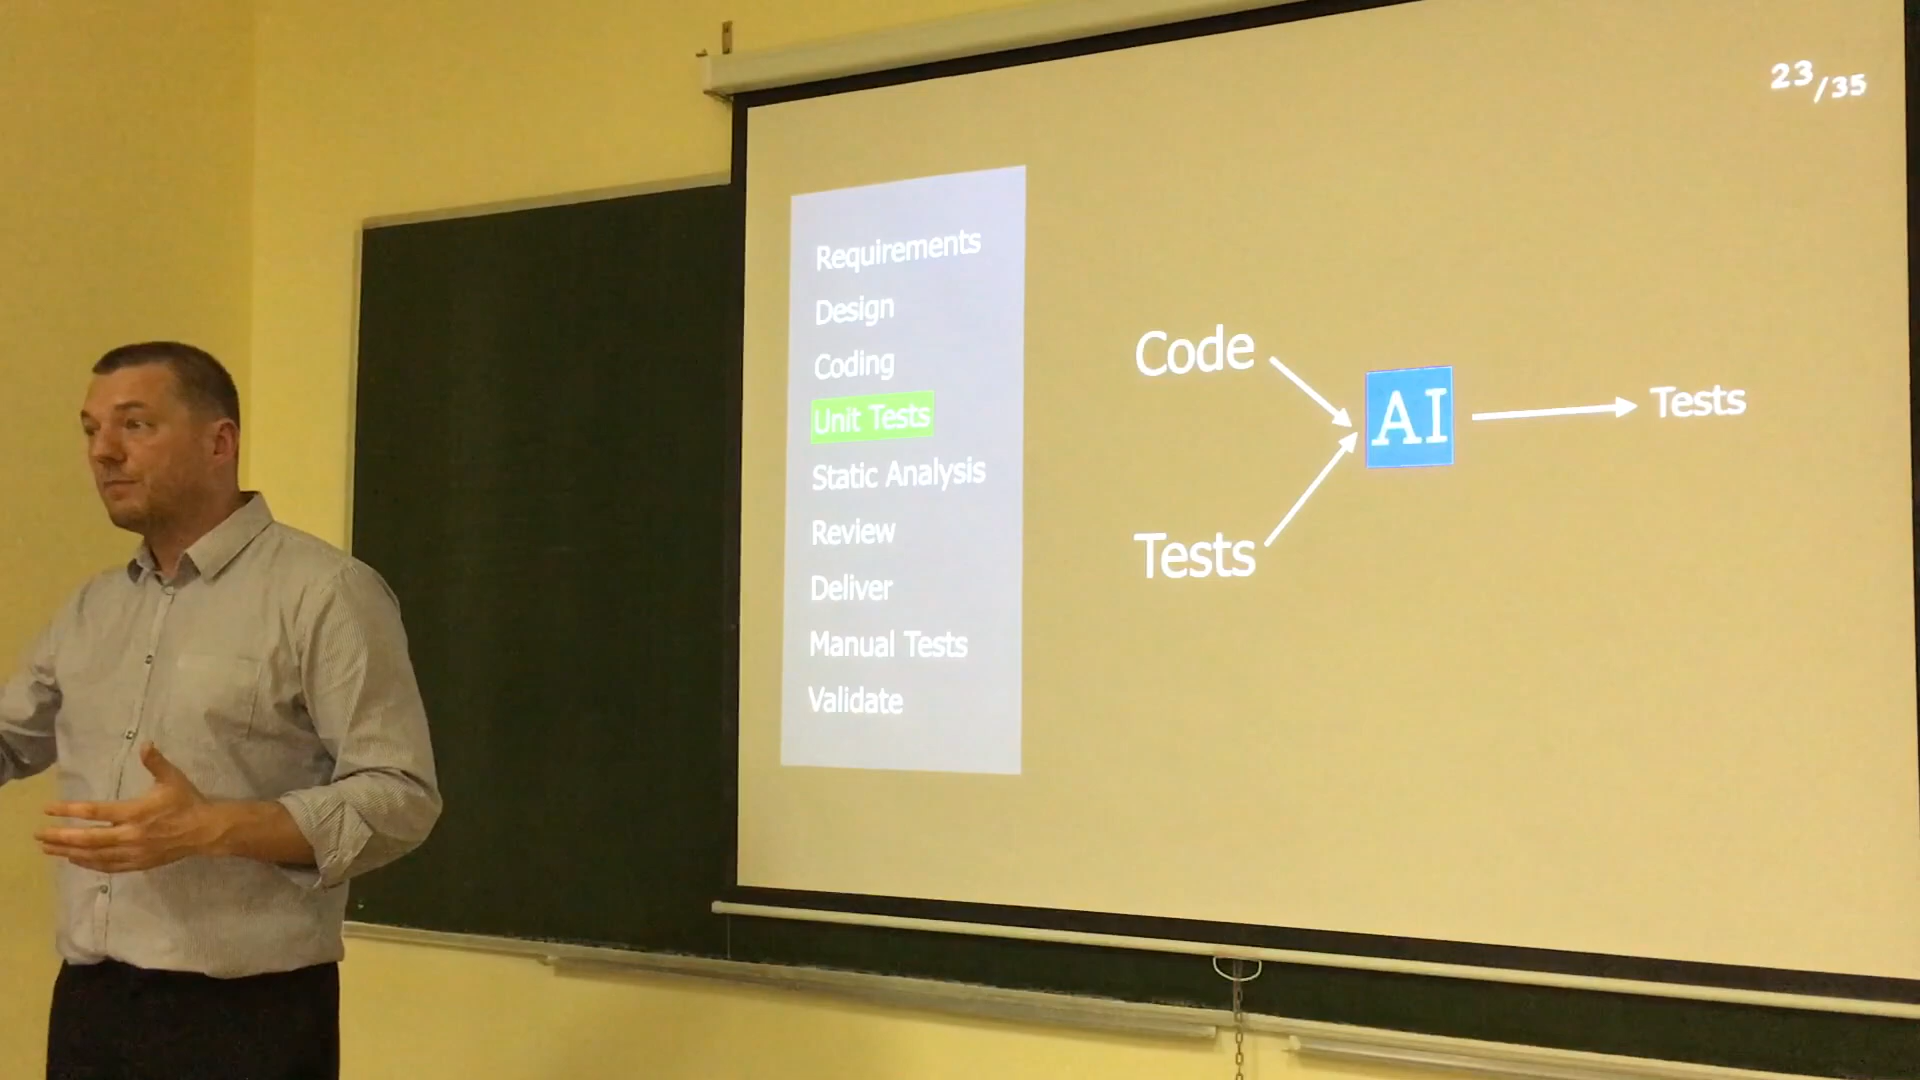 23/35
Requirements
Design
Coding
Unit Tests
Static Analysis
Review
Deliver
Manual Tests
Validate
Code
AI
Tests
Tests